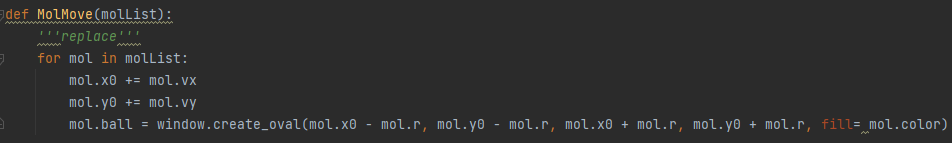 def MolMove(molList):
    '''replace'''
    for mol in molList:
        mol.x0 += mol.vx
        mol.y0 += mol.vy
        mol.ball = window.create_oval(mol.x0 - mol.r, mol.y0 - mol.r, mol.x0 + mol.r, mol.y0 + mol.r, fill= mol.color)